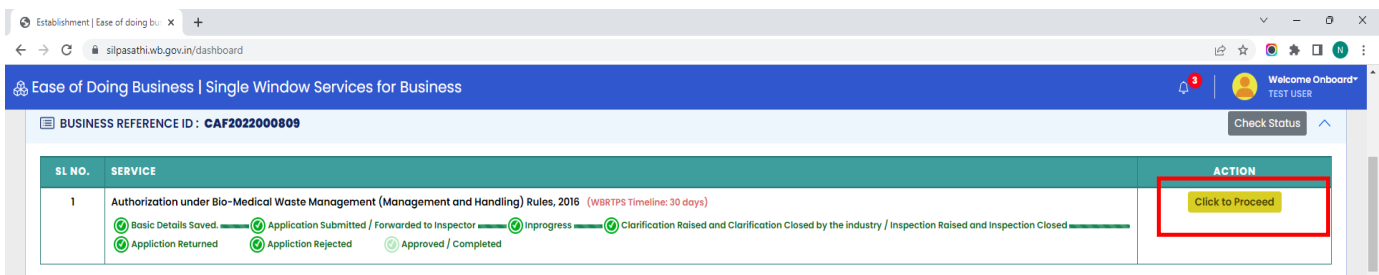 Establishment | Ease of doing bu
silpasathi.wb.gov.in/dashboard
N
Ease of Doing Business | Single Window Services for Business
3
Welcome Onboard
TEST USER
BUSINESS REFERENCE ID : CAF2022000809
Check Status
SL NO. SERVICE ACTION
1 Authorization under Bio-Medical Waste Management (Management and Handling) Rules, 2016 (WBRTPS Timeline: 30 days) Click to Proceed
Basic Details Saved. Application Submitted / Forwarded to Inspector Inprogress Clarification Raised and Clarification Closed by the industry / Inspection Raised and Inspection Closed
Appliction Returned Appliction Rejected Approved / Completed